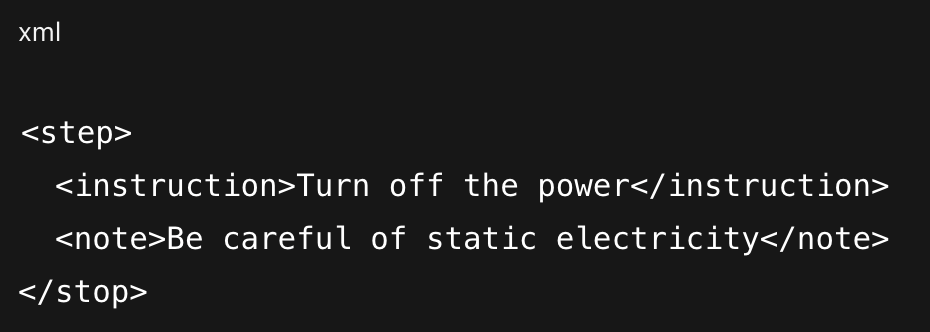 xml
<step>
<instruction>Turn off the power</instruction>
<note>Be careful of static electricity</note>
</stop>